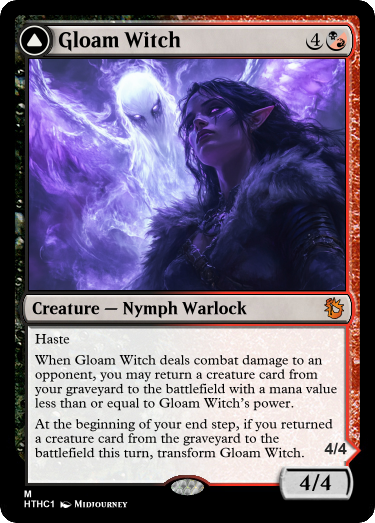 Gloam Witch 4
Creature — Nymph Warlock
Haste
When Gloam Witch deals combat damage to an
opponent, you may return a creature card from
your graveyard to the battlefield with a mana value
less than or equal to Gloam Witch's power.
At the beginning of your end step, if you returned
a creature card from the graveyard to the
battlefield this turn, transform Gloam Witch.
4/4
4/4
M
HTHC1 Midjourney